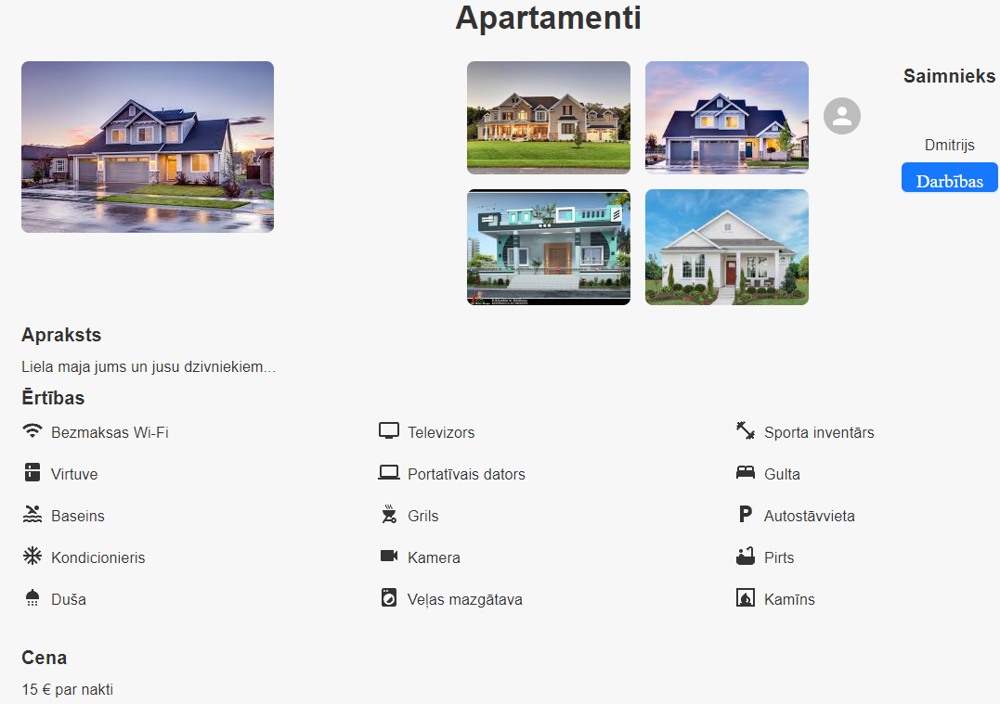 Apartamenti
Saimnieks
Dmitrijs
Darbības
Apraksts
Liela maja jums un jusu dzivniekiem...
Ērtības
Bezmaksas Wi-Fi
Televizors
Sporta inventārs
Virtuve
Portatīvais dators
Gulta
Baseins
Grils
P Autostāvvieta
Kondicionieris
Kamera
Pirts
Duša
Veļas mazgātava
Kamīns
Cena
15 € par nakti